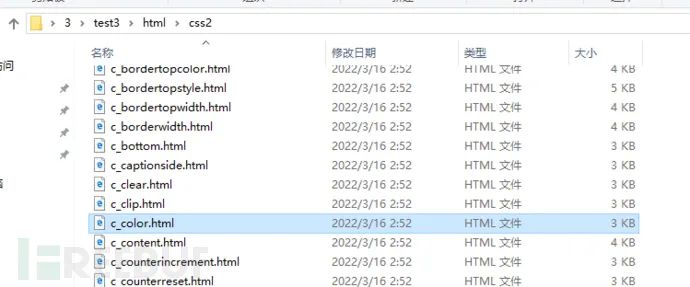 3 > test3 > html > css2
名称 修改日期 类型 大小
c_bordertopcolor.html 2022/3/16 2:52 HTML 文件 4 KB
c_bordertopstyle.html 2022/3/16 2:52 HTML 文件 5 KB
c_bordertopwidth.html 2022/3/16 2:52 HTML 文件 4 KB
c_borderwidth.html 2022/3/16 2:52 HTML 文件 4 KB
c_bottom.html 2022/3/16 2:52 HTML 文件 3 KB
c_captionside.html 2022/3/16 2:52 HTML 文件 3 KB
c_clear.html 2022/3/16 2:52 HTML 文件 3 KB
c_clip.html 2022/3/16 2:52 HTML 文件 3 KB
c_color.html 2022/3/16 2:52 HTML 文件 3 KB
c_content.html 2022/3/16 2:52 HTML 文件 4 KB
c_counterincrement.html 2022/3/16 2:52 HTML 文件 3 KB
c_counterreset.html 2022/3/16 2:52 HTML 文件 3 KB
访问
FREEBUF